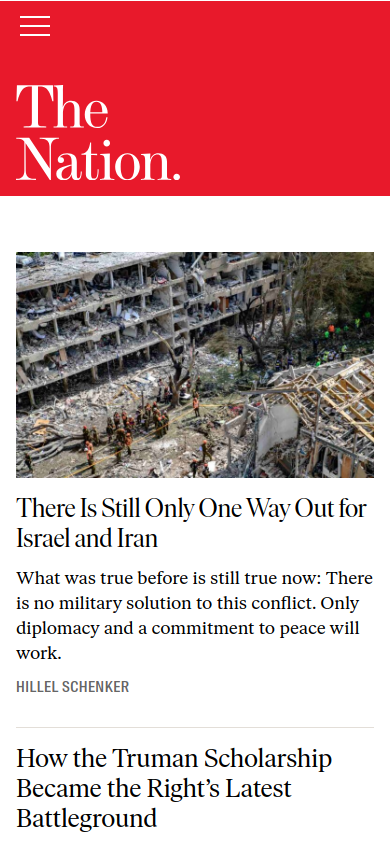 The
Nation.
There Is Still Only One Way Out for
Israel and Iran
What was true before is still true now: There
is no military solution to this conflict. Only
diplomacy and a commitment to peace will
work.
HILLEL SCHENKER
How the Truman Scholarship
Became the Right’s Latest
Battleground